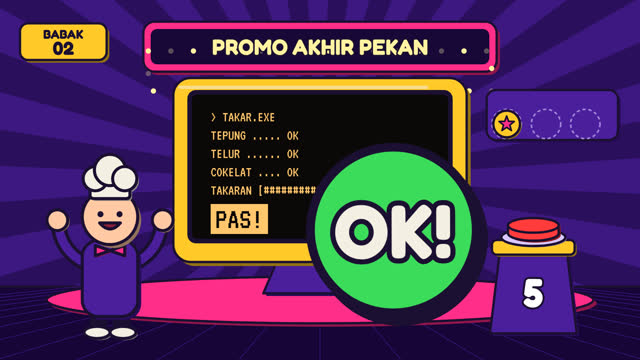 BABAK
02
PROMO AKHIR PEKAN
> TAKAR.EXE
TEPUNG ..... OK
TELUR ...... OK
COKELAT .... OK
TAKARAN [#########
PAS!
OK!
5